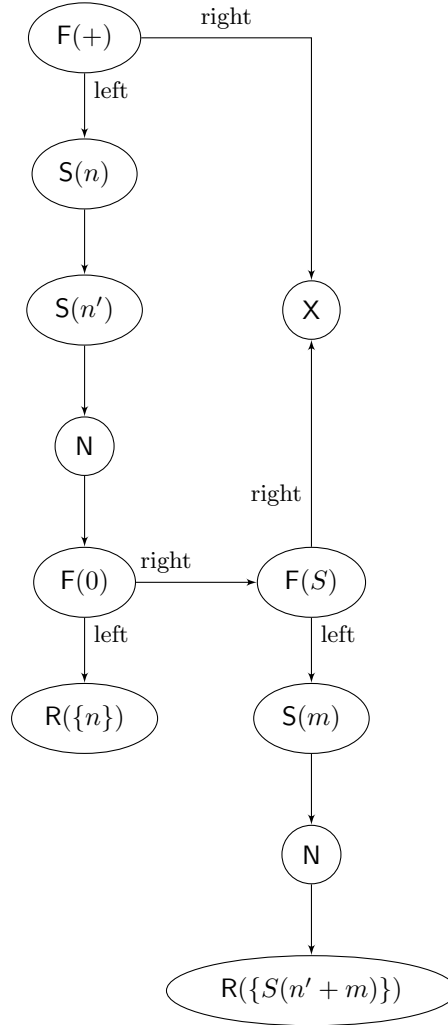 F(+)
right
left
S(n)
S(n′)
X
N
right
F(0)
right
F(S)
left
left
R({n})
S(m)
N
R({S(n′ + m)})